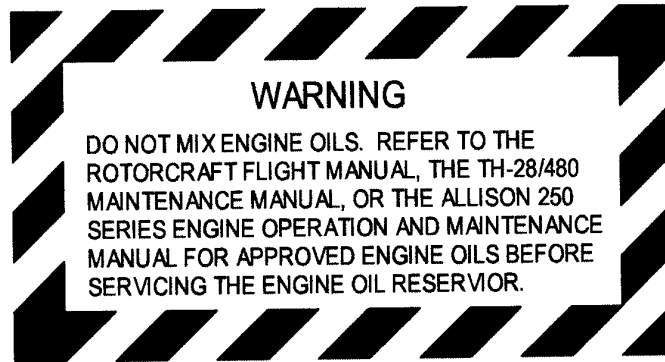 WARNING
DO NOT MIX ENGINE OILS. REFER TO THE
ROTORCRAFT FLIGHT MANUAL, THE TH-28/480
MAINTENANCE MANUAL, OR THE ALLISON 250
SERIES ENGINE OPERATION AND MAINTENANCE
MANUAL FOR APPROVED ENGINE OILS BEFORE
SERVICING THE ENGINE OIL RESERVIOR.